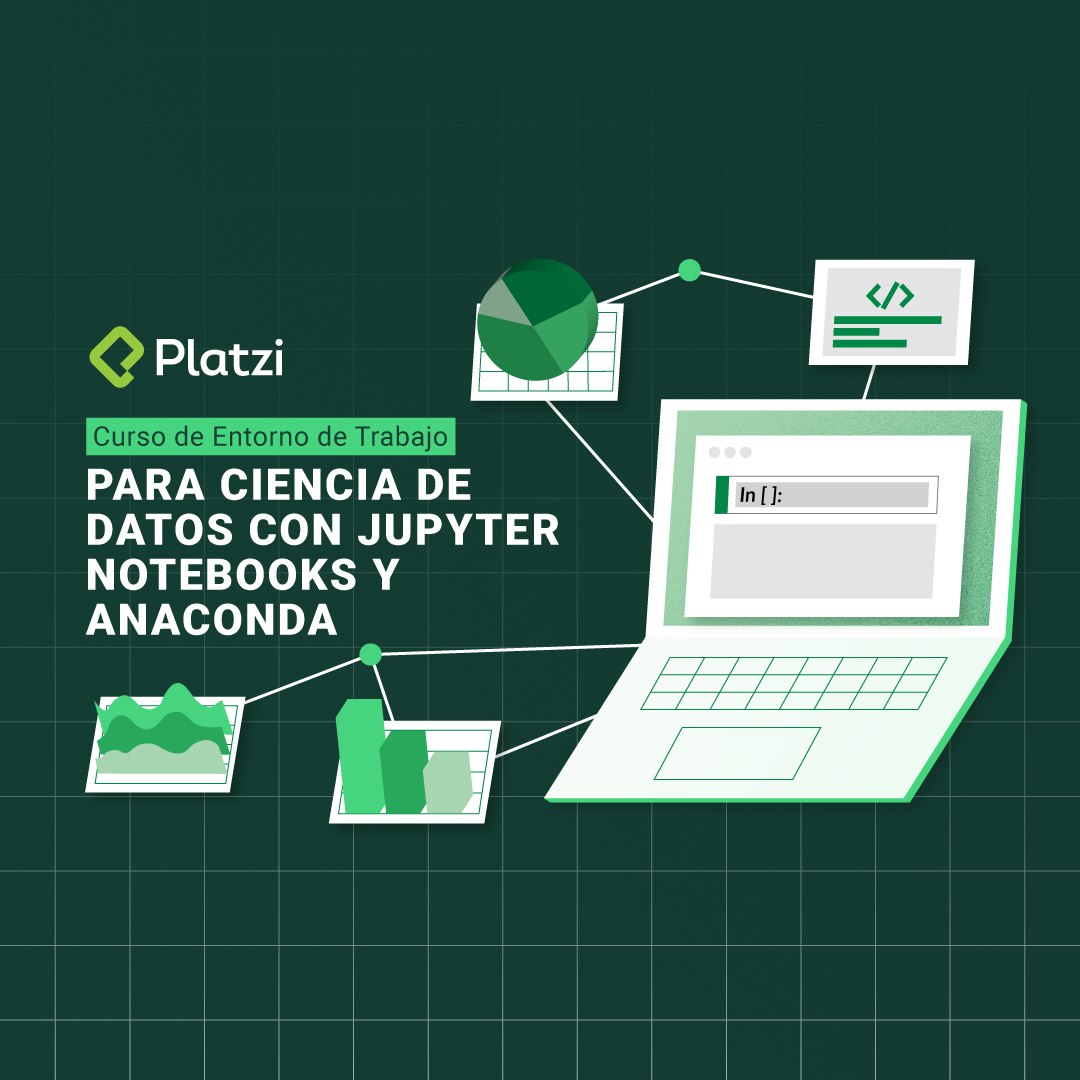 Platzi
Curso de Entorno de Trabajo
PARA CIENCIA DE
DATOS CON JUPYTER
NOTEBOOKS Y
ANACONDA
</>
In [ ]: